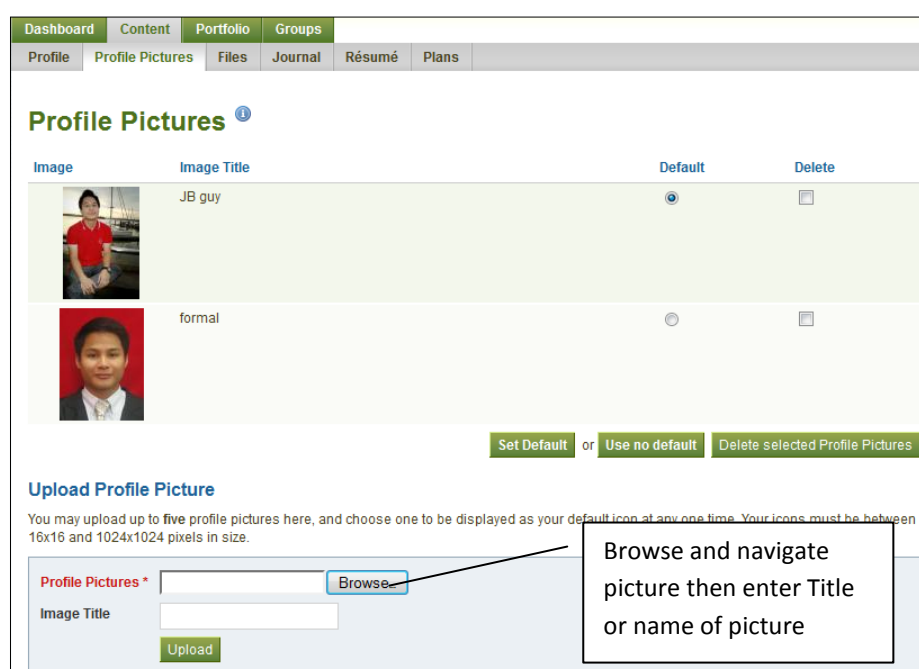 Dashboard Content Portfolio Groups
Profile Profile Pictures Files Journal Résumé Plans
Profile Pictures
Image Image Title Default Delete
JB guy
formal
Set Default or Use no default Delete selected Profile Pictures
Upload Profile Picture
You may upload up to five profile pictures here, and choose one to be displayed as your default icon at any one time. Your icons must be between
16x16 and 1024x1024 pixels in size.
Profile Pictures * Browse...
Image Title
Upload
Browse and navigate
picture then enter Title
or name of picture